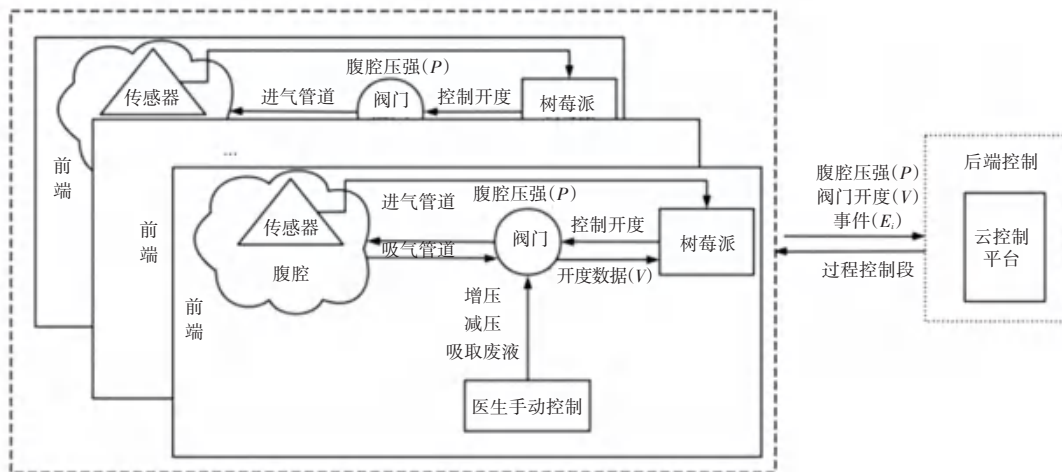 腹腔压强(P)
传感器
进气管道
阀门
控制开度
树莓派
前
端
...
前
端
腹腔压强(P)
进气管道
传感器
控制开度
阀门
树莓派
吸气管道
腹腔
开度数据(V)
前
端
增压
减压
吸取废液
医生手动控制
腹腔压强(P)
阀门开度(V)
事件(Eᵢ)
过程控制段
后端控制
云控制
平台